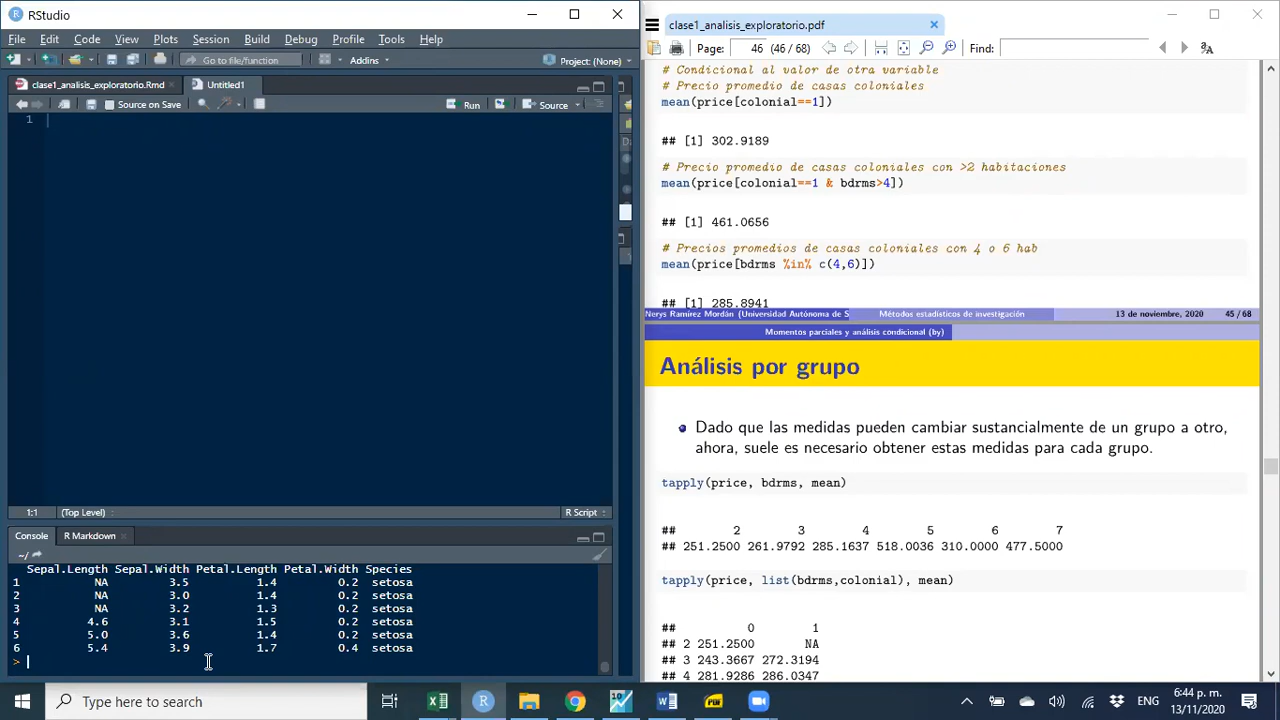 RStudio
File Edit Code View Plots Session Build Debug Profile Tools Help
Go to file/function
Addins
Project: (None)
clase1_analisis_exploratorio.Rmd
Untitled1
Source on Save
Run
Source
1
1:1 (Top Level)
R Script
Console R Markdown
~/
Sepal.Length Sepal.Width Petal.Length Petal.Width Species
1 NA 3.5 1.4 0.2 setosa
2 NA 3.0 1.4 0.2 setosa
3 NA 3.2 1.3 0.2 setosa
4 4.6 3.1 1.5 0.2 setosa
5 5.0 3.6 1.4 0.2 setosa
6 5.4 3.9 1.7 0.4 setosa
>
clase1_analisis_exploratorio.pdf
Page: 46 (46 / 68)
Find:
# Condicional al valor de otra variable
# Precio promedio de casas coloniales
mean(price[colonial==1])
## [1] 302.9189
# Precio promedio de casas coloniales con >2 habitaciones
mean(price[colonial==1 & bdrms>4])
## [1] 461.0656
# Precios promedios de casas coloniales con 4 o 6 hab
mean(price[bdrms %in% c(4,6)])
## [1] 285.8941
Nerys Ramírez Mordán (Universidad Autónoma de S
Métodos estadísticos de investigación
13 de noviembre, 2020
45 / 68
Momentos parciales y análisis condicional (by)
Análisis por grupo
Dado que las medidas pueden cambiar sustancialmente de un grupo a otro,
ahora, suele es necesario obtener estas medidas para cada grupo.
tapply(price, bdrms, mean)
## 2 3 4 5 6 7
## 251.2500 261.9792 285.1637 518.0036 310.0000 477.5000
tapply(price, list(bdrms,colonial), mean)
## 0 1
## 2 251.2500 NA
## 3 243.3667 272.3194
## 4 281.9286 286.0347
Type here to search
ENG
6:44 p. m.
13/11/2020